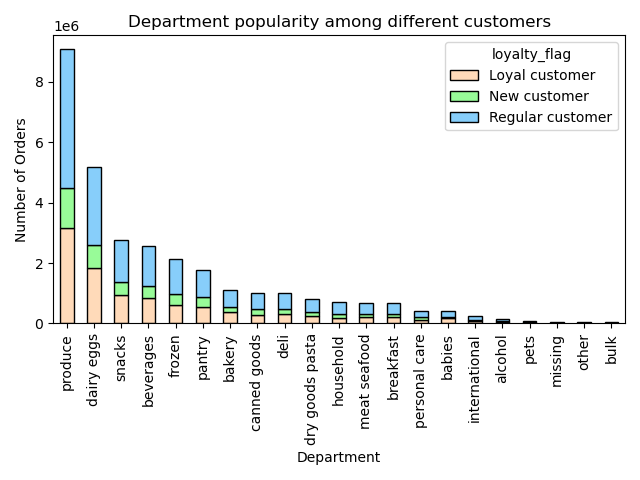 Department popularity among different customers
1e6
loyalty_flag
Loyal customer
New customer
Regular customer
Number of Orders
8
6
4
2
0
produce
dairy eggs
snacks
beverages
frozen
pantry
bakery
canned goods
deli
dry goods pasta
household
meat seafood
breakfast
personal care
babies
international
alcohol
pets
missing
other
bulk
Department